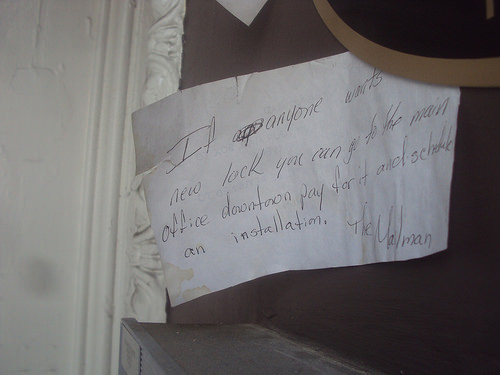 If anyone wants
new lock you can go to the main
office downtown pay for it and schedule
an installation. The Mailman